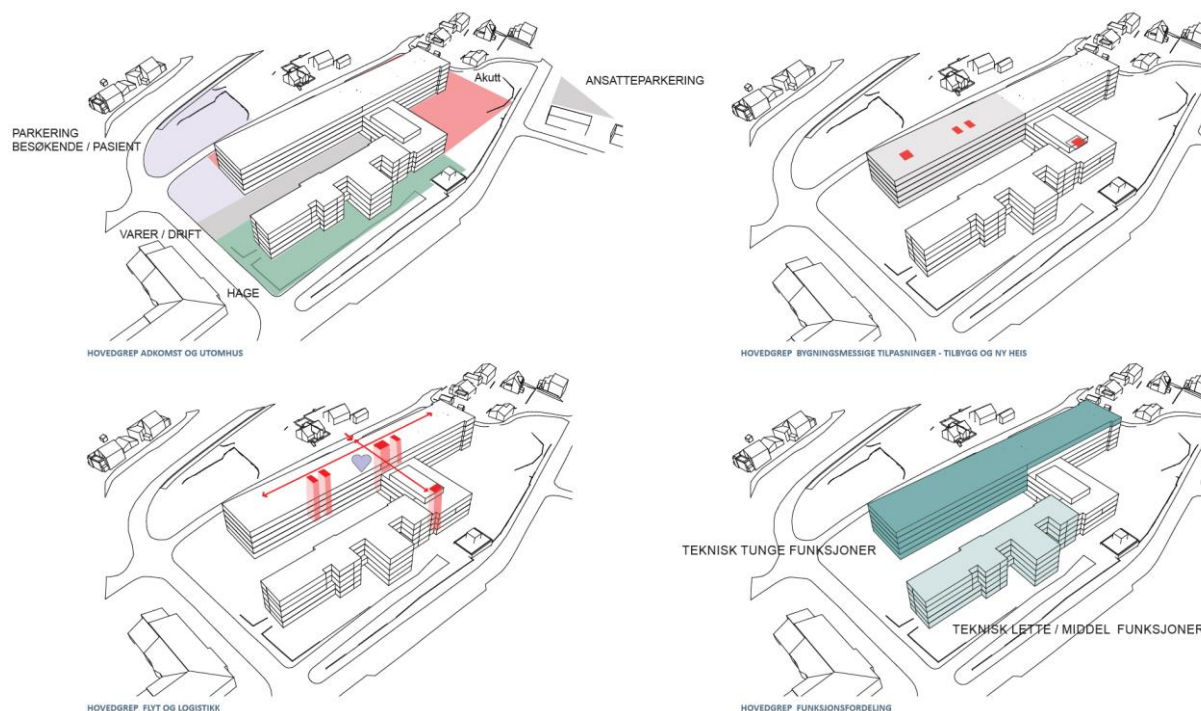 Akutt
ANSATTEPARKERING
PARKERING
BESØKENDE / PASIENT
VARER / DRIFT
HAGE
HOVEDGREP ADKOMST OG UTOMHUS
HOVEDGREP BYGNINGSMESSIGE TILPASNINGER - TILBYGG OG NY HEIS
TEKNISK TUNGE FUNKSJONER
TEKNISK LETTE / MIDDEL FUNKSJONER
HOVEDGREP FLYT OG LOGISTIKK
HOVEDGREP FUNKSJONSFORDELING